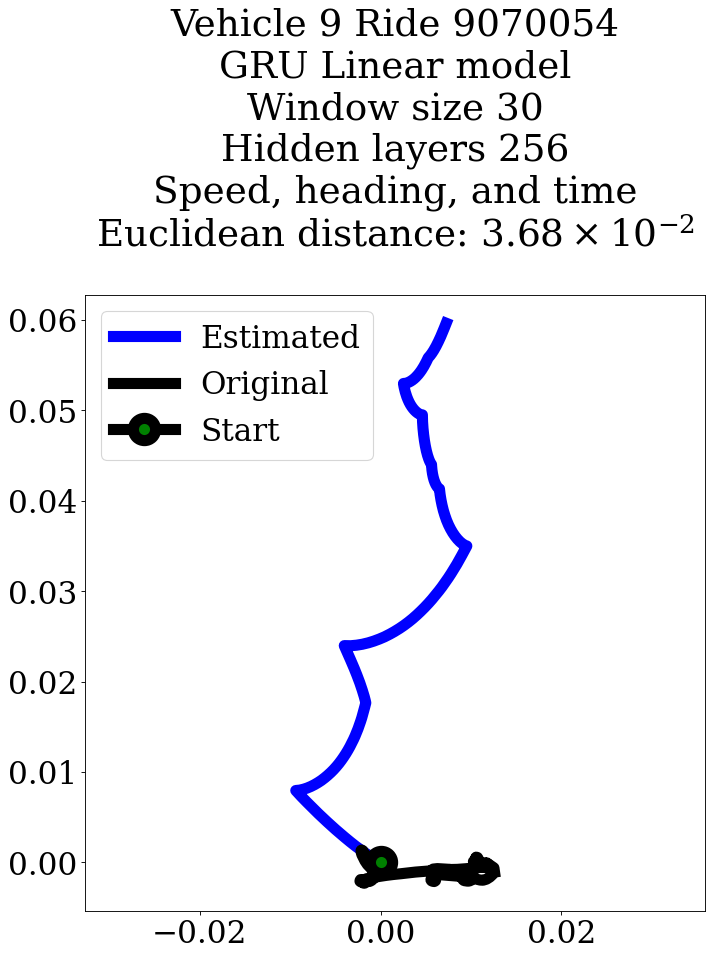 Vehicle 9 Ride 9070054
GRU Linear model
Window size 30
Hidden layers 256
Speed, heading, and time
Euclidean distance: 3.68 × 10⁻²
0.06
0.05
0.04
0.03
0.02
0.01
0.00
Estimated
Original
Start
−0.02
0.00
0.02